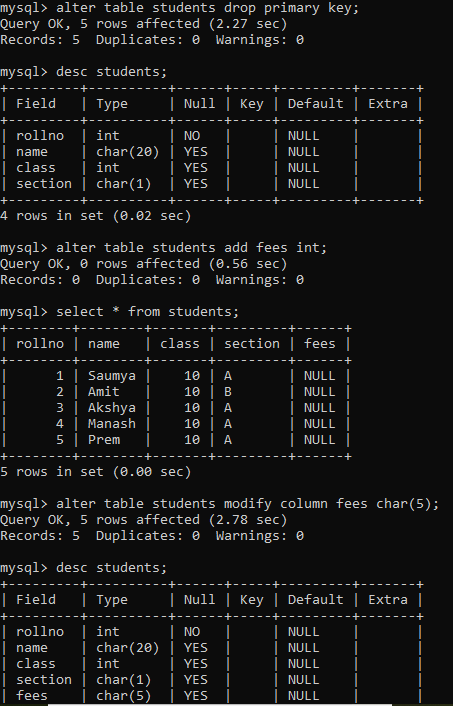 mysql> alter table students drop primary key;
Query OK, 5 rows affected (2.27 sec)
Records: 5  Duplicates: 0  Warnings: 0

mysql> desc students;
+---------+----------+------+-----+---------+-------+
| Field   | Type     | Null | Key | Default | Extra |
+---------+----------+------+-----+---------+-------+
| rollno  | int      | NO   |     | NULL    |       |
| name    | char(20) | YES  |     | NULL    |       |
| class   | int      | YES  |     | NULL    |       |
| section | char(1)  | YES  |     | NULL    |       |
+---------+----------+------+-----+---------+-------+
4 rows in set (0.02 sec)

mysql> alter table students add fees int;
Query OK, 0 rows affected (0.56 sec)
Records: 0  Duplicates: 0  Warnings: 0

mysql> select * from students;
+--------+--------+-------+---------+------+
| rollno | name   | class | section | fees |
+--------+--------+-------+---------+------+
|      1 | Saumya |    10 | A       | NULL |
|      2 | Amit   |    10 | B       | NULL |
|      3 | Akshya |    10 | A       | NULL |
|      4 | Manash |    10 | A       | NULL |
|      5 | Prem   |    10 | A       | NULL |
+--------+--------+-------+---------+------+
5 rows in set (0.00 sec)

mysql> alter table students modify column fees char(5);
Query OK, 5 rows affected (2.78 sec)
Records: 5  Duplicates: 0  Warnings: 0

mysql> desc students;
+---------+----------+------+-----+---------+-------+
| Field   | Type     | Null | Key | Default | Extra |
+---------+----------+------+-----+---------+-------+
| rollno  | int      | NO   |     | NULL    |       |
| name    | char(20) | YES  |     | NULL    |       |
| class   | int      | YES  |     | NULL    |       |
| section | char(1)  | YES  |     | NULL    |       |
| fees    | char(5)  | YES  |     | NULL    |       |